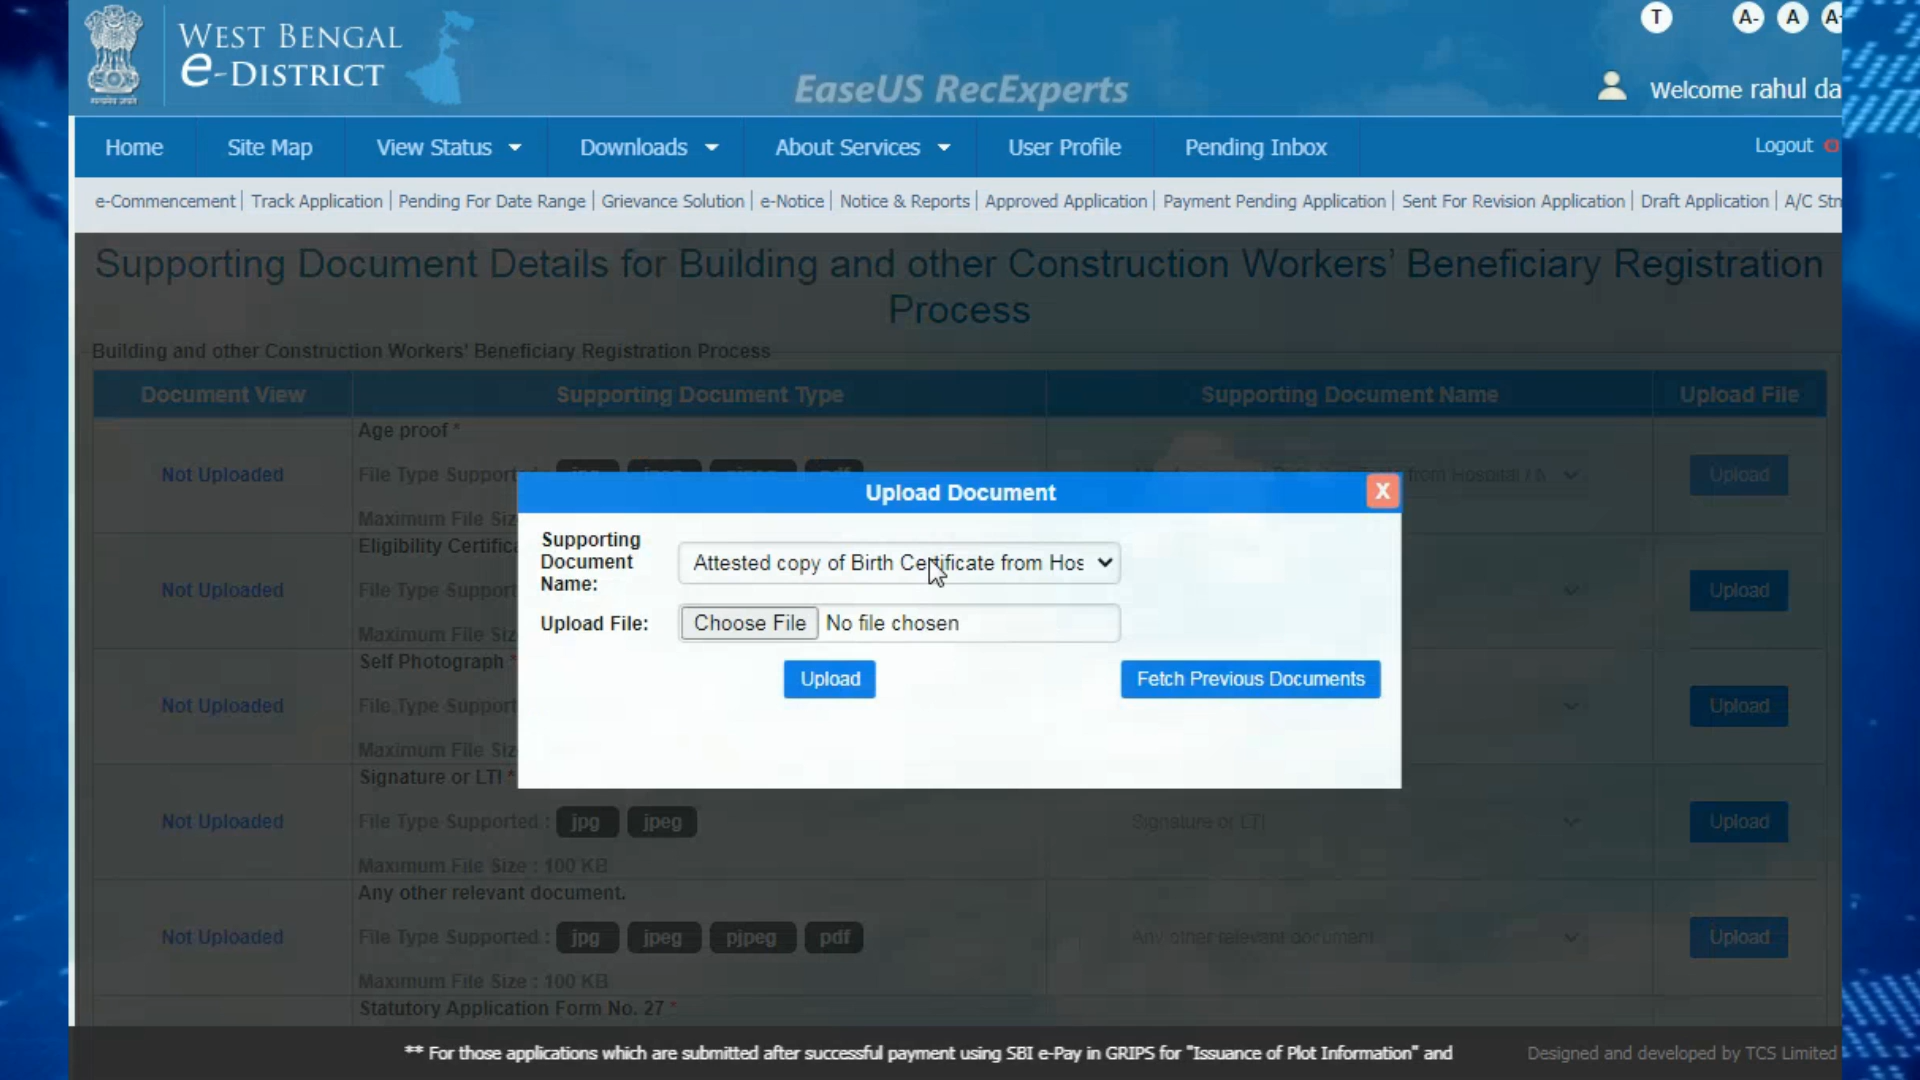 WEST BENGAL
e-DISTRICT
EaseUS RecExperts
T A- A A
Welcome rahul da
Home Site Map View Status Downloads About Services User Profile Pending Inbox Logout
e-Commencement| Track Application | Pending For Date Range | Grievance Solution | e-Notice | Notice & Reports | Approved Application | Payment Pending Application | Sent For Revision Application | Draft Application | A/C Stm
Supporting Document Details for Building and other Construction Workers' Beneficiary Registration
Process
Building and other Construction Workers' Beneficiary Registration Process
Document View Supporting Document Type Supporting Document Name Upload File
Age proof *
Not Uploaded File Type Supported : jpg jpeg pjpeg pdf from Hospital Upload
Maximum File Siz
Eligibility Certifica
Not Uploaded File Type Support Upload
Maximum File Siz
Self Photograph *
Not Uploaded File Type Support Upload
Maximum File Siz
Signature or LTI *
Not Uploaded File Type Supported : jpg jpeg Signature or LTI Upload
Maximum File Size : 100 KB
Any other relevant document.
Not Uploaded File Type Supported : jpg jpeg pjpeg pdf Any other relevant document Upload
Maximum File Size : 100 KB
Statutory Application Form No. 27 *
Upload Document X
Supporting
Document
Name:
Attested copy of Birth Certificate from Hos
Upload File: Choose File No file chosen
Upload Fetch Previous Documents
** For those applications which are submitted after successful payment using SBI e-Pay in GRIPS for "Issuance of Plot Information" and
Designed and developed by TCS Limited